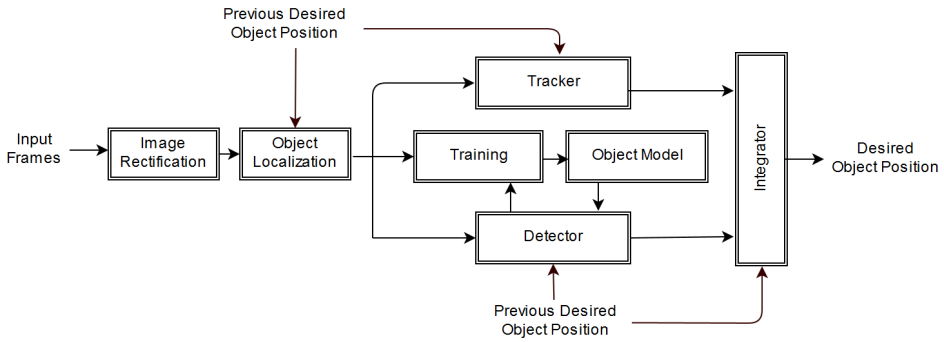 Previous Desired
Object Position
Tracker
Input
Frames
Image
Rectification
Object
Localization
Training
Object Model
Integrator
Desired
Object Position
Detector
Previous Desired
Object Position